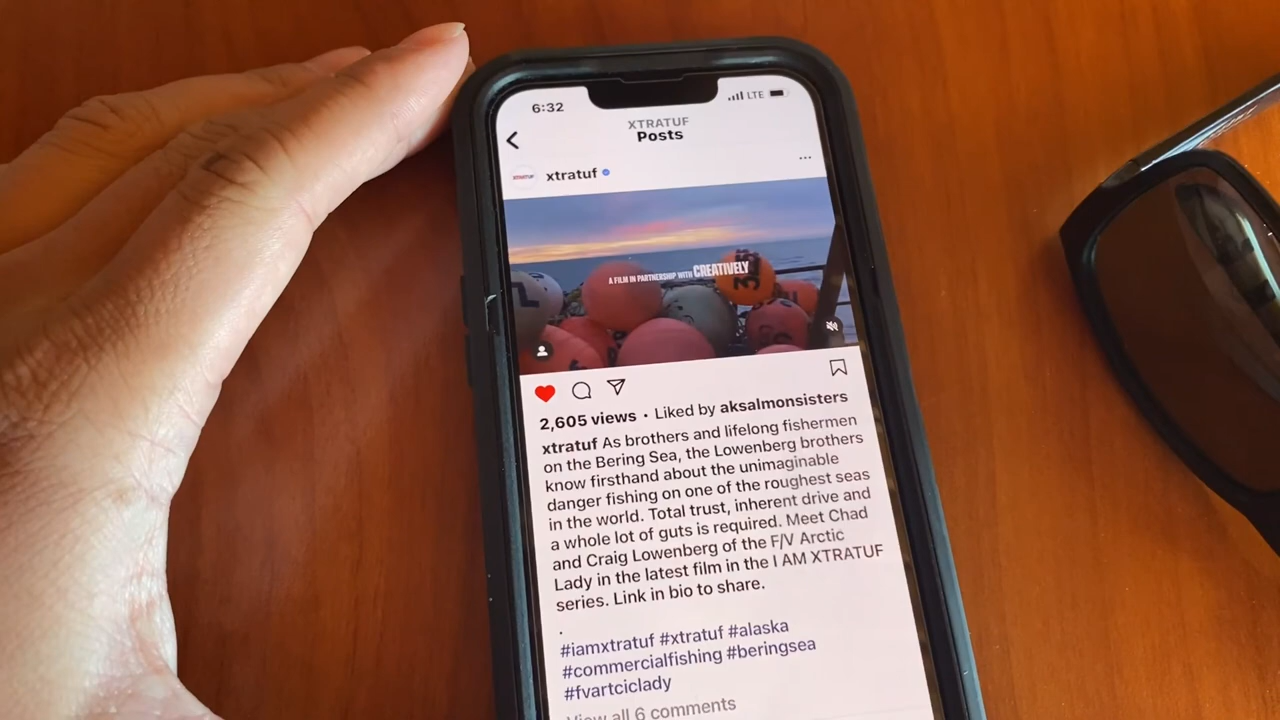 6:32
LTE
XTRATUF
Posts
xtratuf
A FILM IN PARTNERSHIP WITH CREATIVELY
2,605 views · Liked by aksalmonsisters
xtratuf As brothers and lifelong fishermen
on the Bering Sea, the Lowenberg brothers
know firsthand about the unimaginable
danger fishing on one of the roughest seas
in the world. Total trust, inherent drive and
a whole lot of guts is required. Meet Chad
and Craig Lowenberg of the F/V Arctic
Lady in the latest film in the I AM XTRATUF
series. Link in bio to share.
.
#iamxtratuf #xtratuf #alaska
#commercialfishing #beringsea
#fvartciclady
View all 6 comments